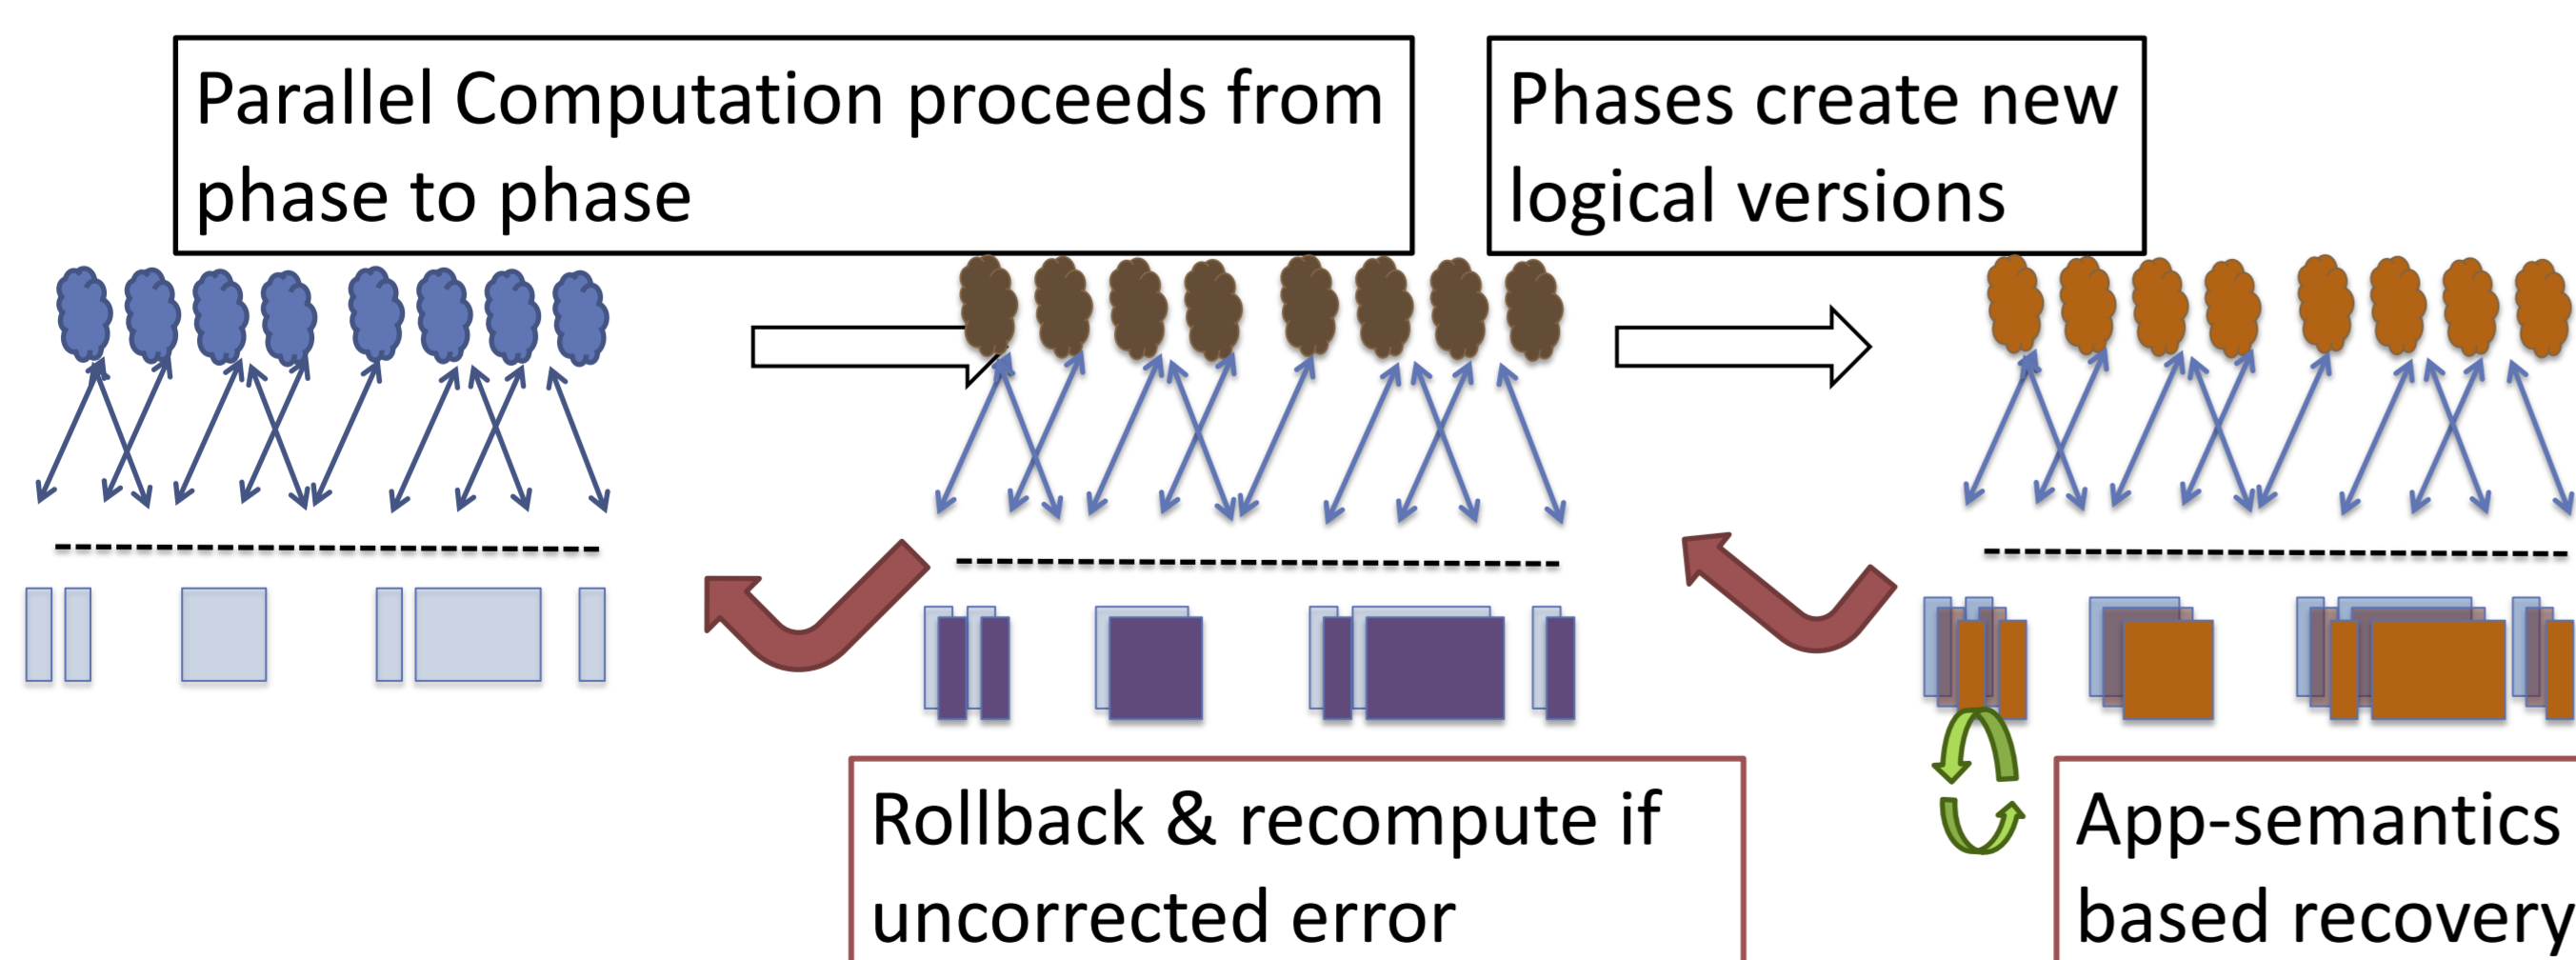 Parallel Computation proceeds from
phase to phase
Phases create new
logical versions
Rollback & recompute if
uncorrected error
App-semantics
based recovery